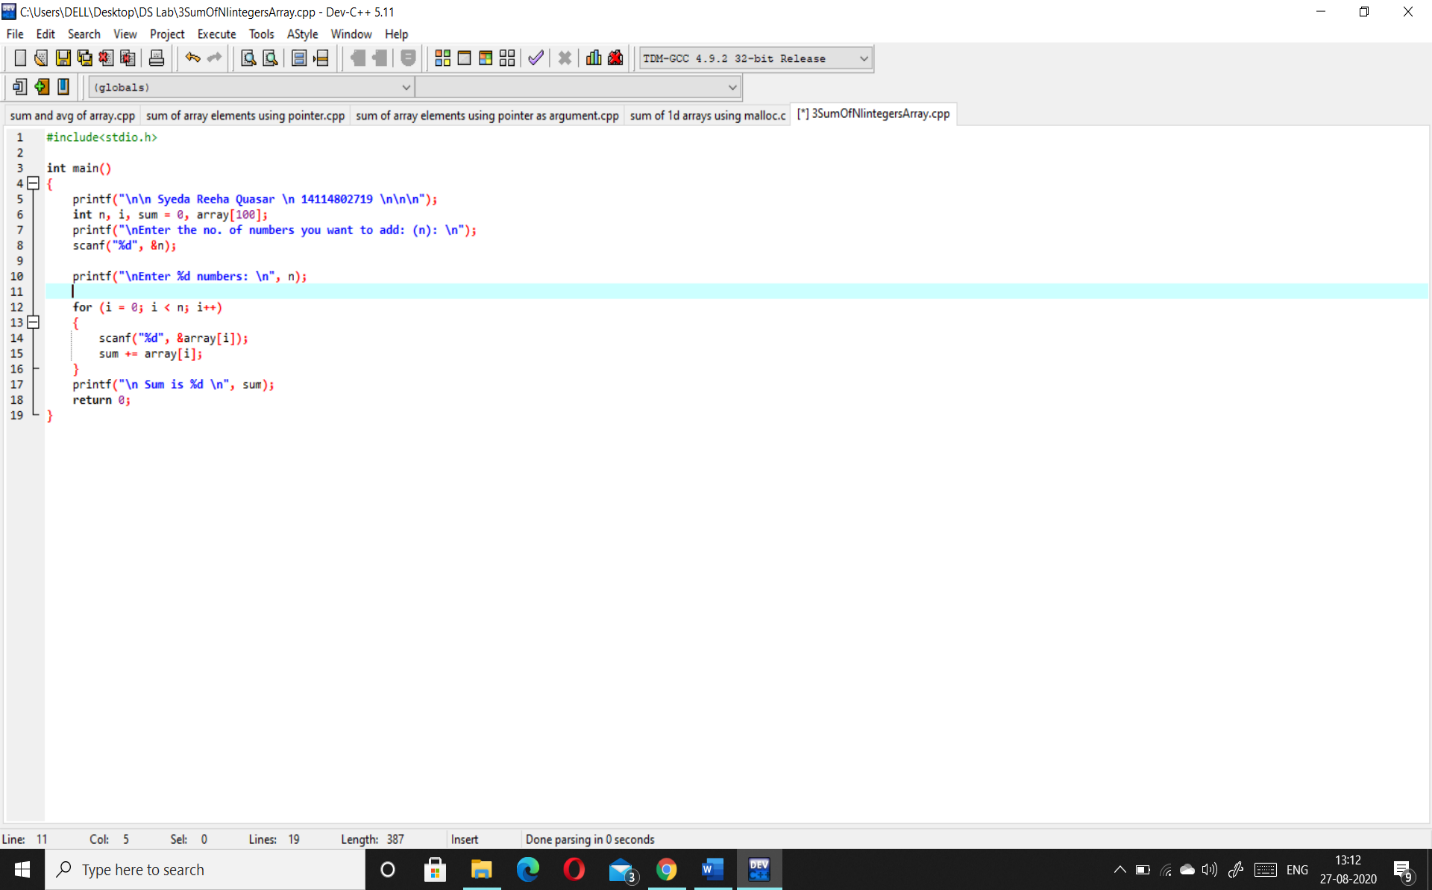 C:\Users\DELL\Desktop\DS Lab\3SumOfNIintegersArray.cpp - Dev-C++ 5.11
File Edit Search View Project Execute Tools AStyle Window Help
TDM-GCC 4.9.2 32-bit Release
(globals)
sum and avg of array.cpp sum of array elements using pointer.cpp sum of array elements using pointer as argument.cpp sum of 1d arrays using malloc.c [*] 3SumOfNIintegersArray.cpp
1 #include<stdio.h>
2
3 int main()
4 {
5 printf("\n\n Syeda Reeha Quasar \n 14114802719 \n\n\n");
6 int n, i, sum = 0, array[100];
7 printf("\nEnter the no. of numbers you want to add: (n): \n");
8 scanf("%d", &n);
9
10 printf("\nEnter %d numbers: \n", n);
11
12 for (i = 0; i < n; i++)
13 {
14 scanf("%d", &array[i]);
15 sum += array[i];
16 }
17 printf("\n Sum is %d \n", sum);
18 return 0;
19 }
Line: 11 Col: 5 Sel: 0 Lines: 19 Length: 387 Insert Done parsing in 0 seconds
Type here to search
3
W
DEV
ENG
13:12
27-08-2020
9